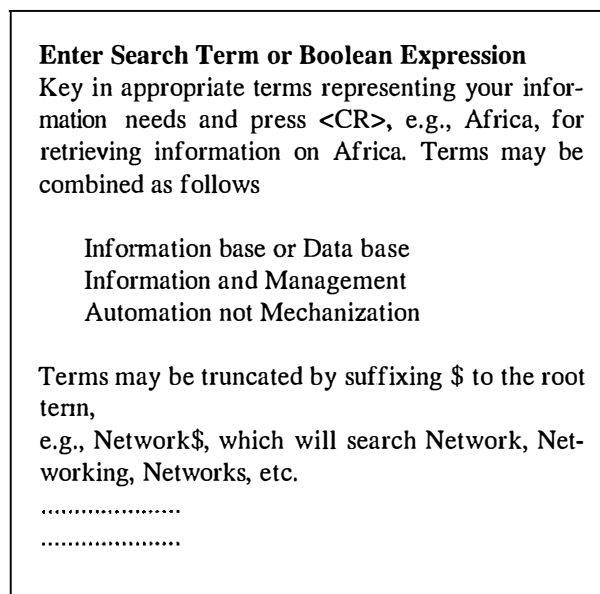 Enter Search Term or Boolean Expression
Key in appropriate terms representing your infor-
mation needs and press <CR>, e.g., Africa, for
retrieving information on Africa. Terms may be
combined as follows
Information base or Data base
Information and Management
Automation not Mechanization
Terms may be truncated by suffixing $ to the root
term,
e.g., Network$, which will search Network, Net-
working, Networks, etc.
.....................
.....................